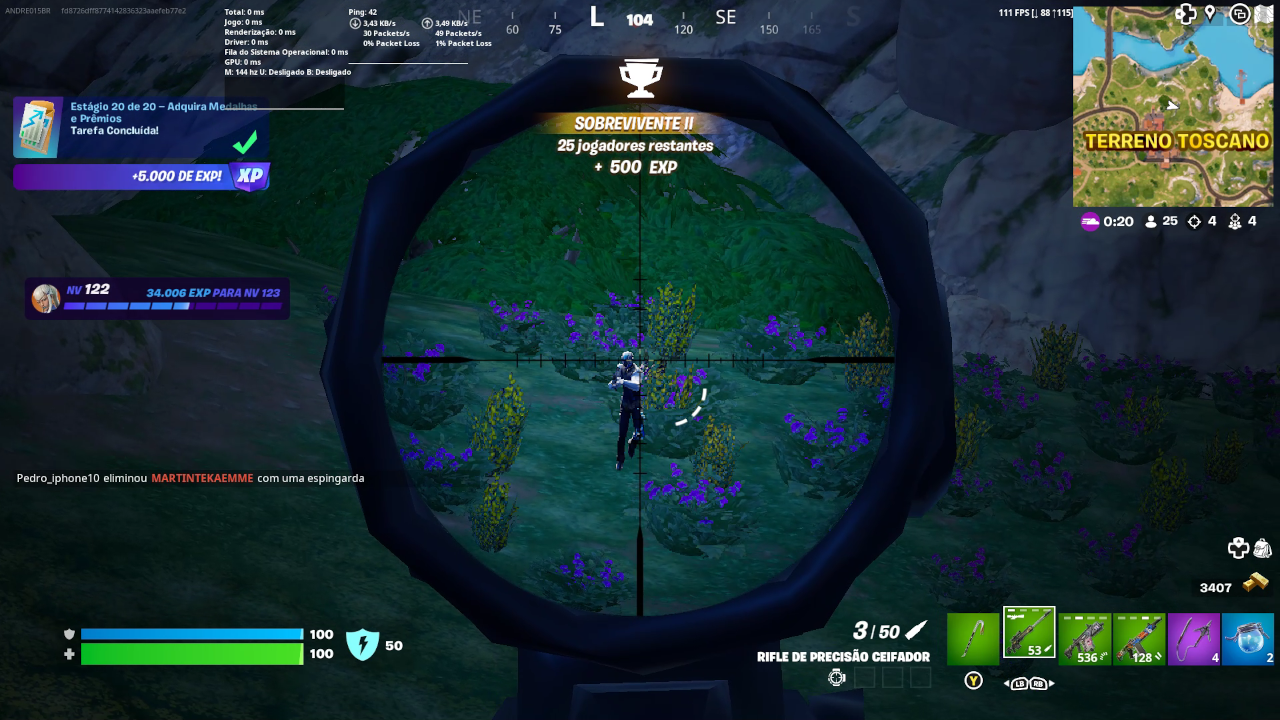 ANDRE015BR fd8726dff8774142836323aaefeb77e2
Total: 0 ms
Jogo: 0 ms
Renderização: 0 ms
Driver: 0 ms
Fila do Sistema Operacional: 0 ms
GPU: 0 ms
M: 144 hz U: Desligado B: Desligado
Ping: 42
3,43 KB/s 3,49 KB/s
30 Packets/s 49 Packets/s
0% Packet Loss 1% Packet Loss
NE L 104 SE S
60 75 120 150 165
111 FPS [↓ 88 ↑115]
Estágio 20 de 20 – Adquira Medalhas
e Prêmios
Tarefa Concluída!
+5.000 DE EXP! XP
SOBREVIVENTE II
25 jogadores restantes
+ 500 EXP
TERRENO TOSCANO
0:20 25 4 4
NV 122 34.006 EXP PARA NV 123
Pedro_iphone10 eliminou MARTINTEKAEMME com uma espingarda
3407
100
100
50
3 / 50
RIFLE DE PRECISÃO CEIFADOR
53 536 128 4 2
Y LB RB